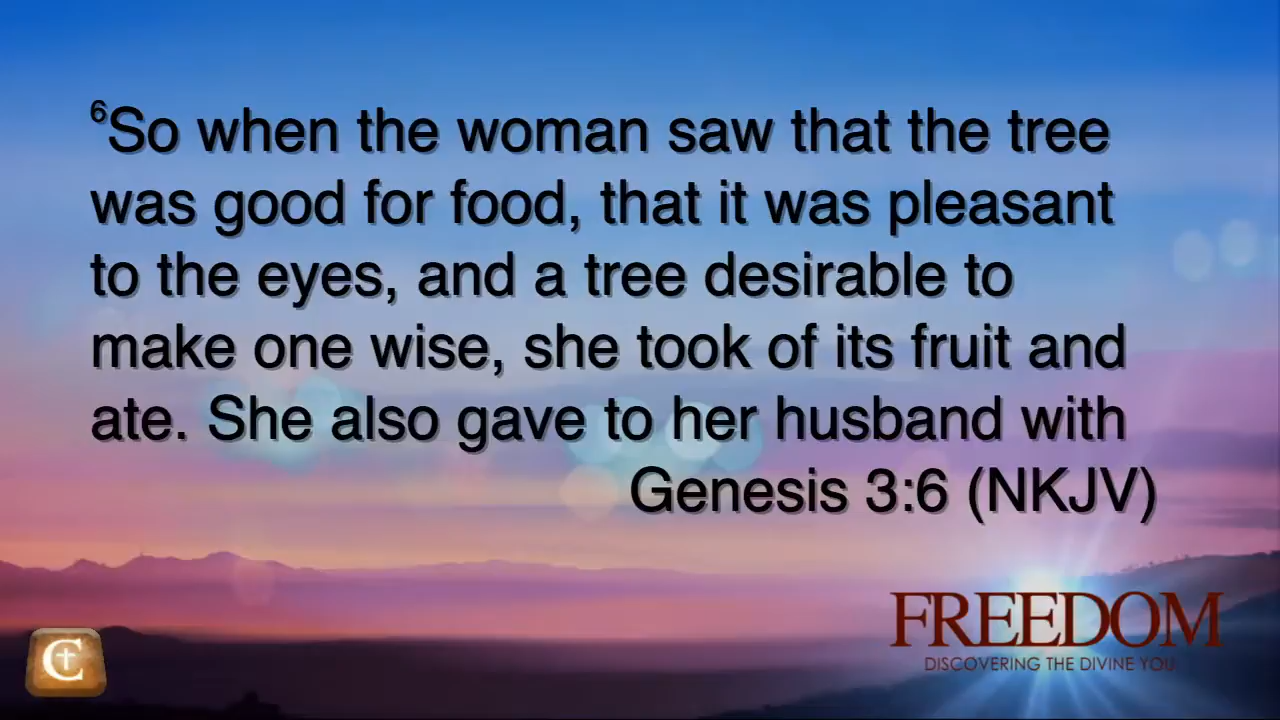 ⁶So when the woman saw that the tree
was good for food, that it was pleasant
to the eyes, and a tree desirable to
make one wise, she took of its fruit and
ate. She also gave to her husband with
Genesis 3:6 (NKJV)
FREEDOM
DISCOVERING THE DIVINE YOU
C